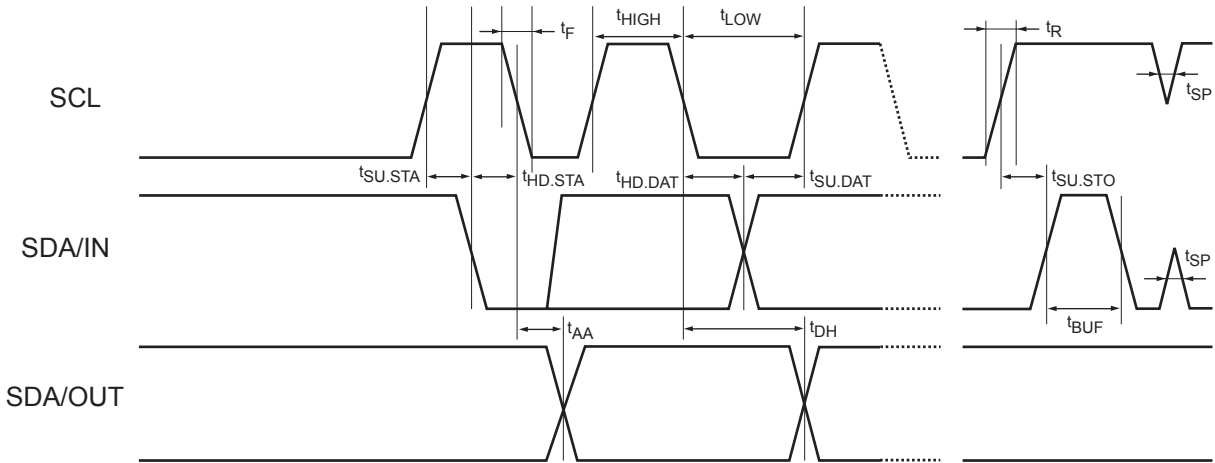 tF
tHIGH
tLOW
tR
SCL
tSP
tSU.STA
tHD.STA
tHD.DAT
tSU.DAT
tSU.STO
SDA/IN
tSP
tBUF
tAA
tDH
SDA/OUT